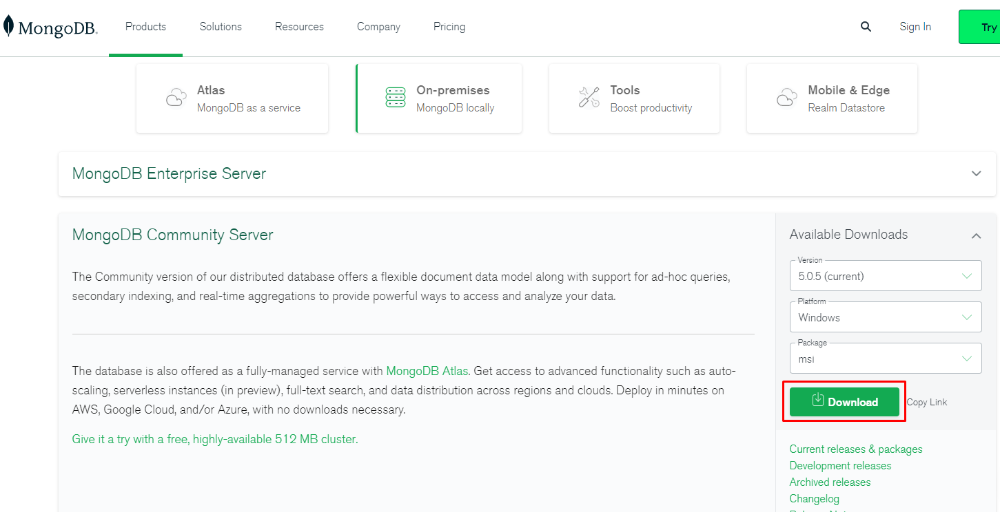 MongoDB.
Products
Solutions
Resources
Company
Pricing
Sign In
Try
Atlas
MongoDB as a service
On-premises
MongoDB locally
Tools
Boost productivity
Mobile & Edge
Realm Datastore
MongoDB Enterprise Server
MongoDB Community Server
The Community version of our distributed database offers a flexible document data model along with support for ad-hoc queries,
secondary indexing, and real-time aggregations to provide powerful ways to access and analyze your data.
The database is also offered as a fully-managed service with MongoDB Atlas. Get access to advanced functionality such as auto-
scaling, serverless instances (in preview), full-text search, and data distribution across regions and clouds. Deploy in minutes on
AWS, Google Cloud, and/or Azure, with no downloads necessary.
Give it a try with a free, highly-available 512 MB cluster.
Available Downloads
Version
5.0.5 (current)
Platform
Windows
Package
msi
Download
Copy Link
Current releases & packages
Development releases
Archived releases
Changelog